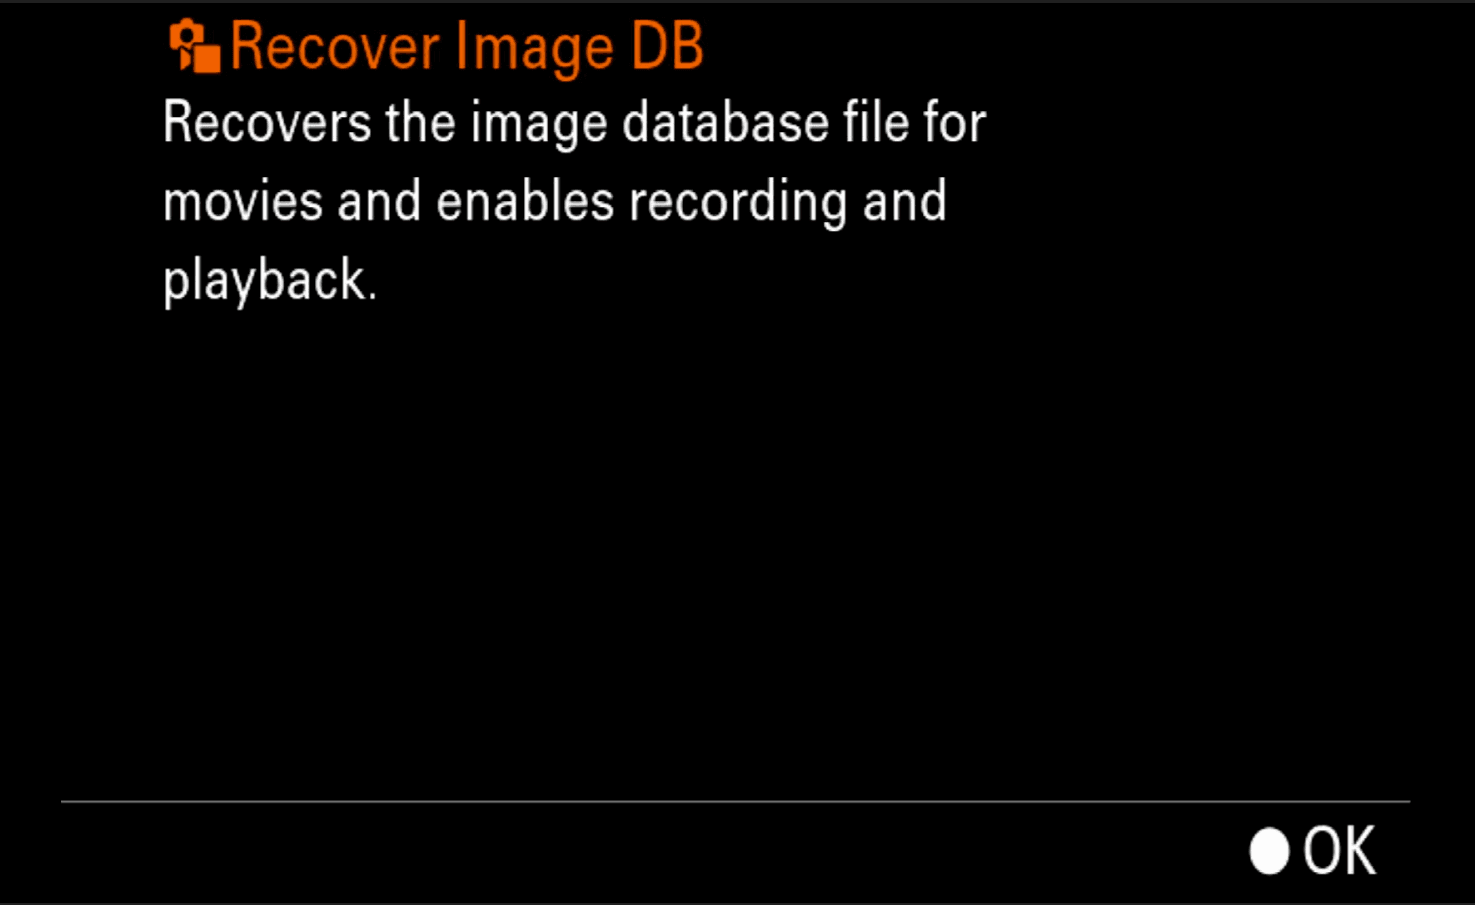 Recover Image DB
Recovers the image database file for
movies and enables recording and
playback.
OK